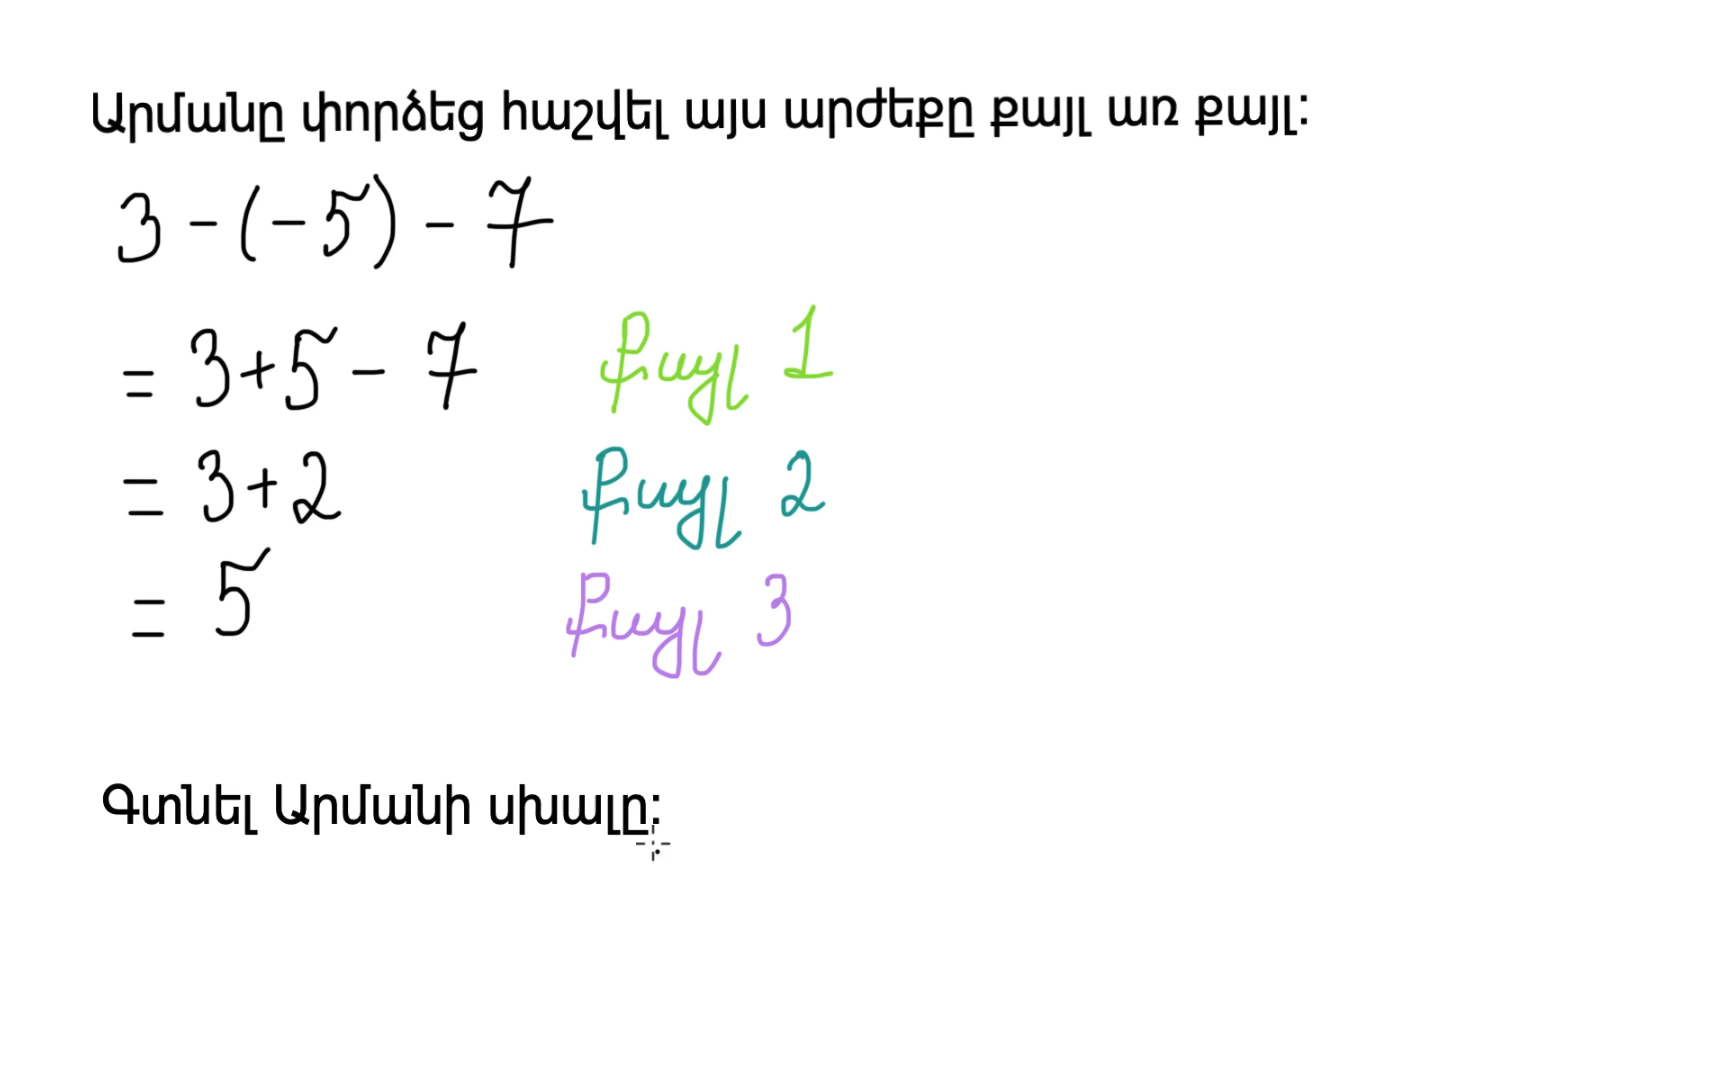 Արմանը փորձեց հաշվել այս արժեքը քայլ առ քայլ:
3 - (-5) - 7
= 3+5 - 7 քայլ 1
= 3+2 քայլ 2
= 5 քայլ 3
Գտնել Արմանի սխալը: